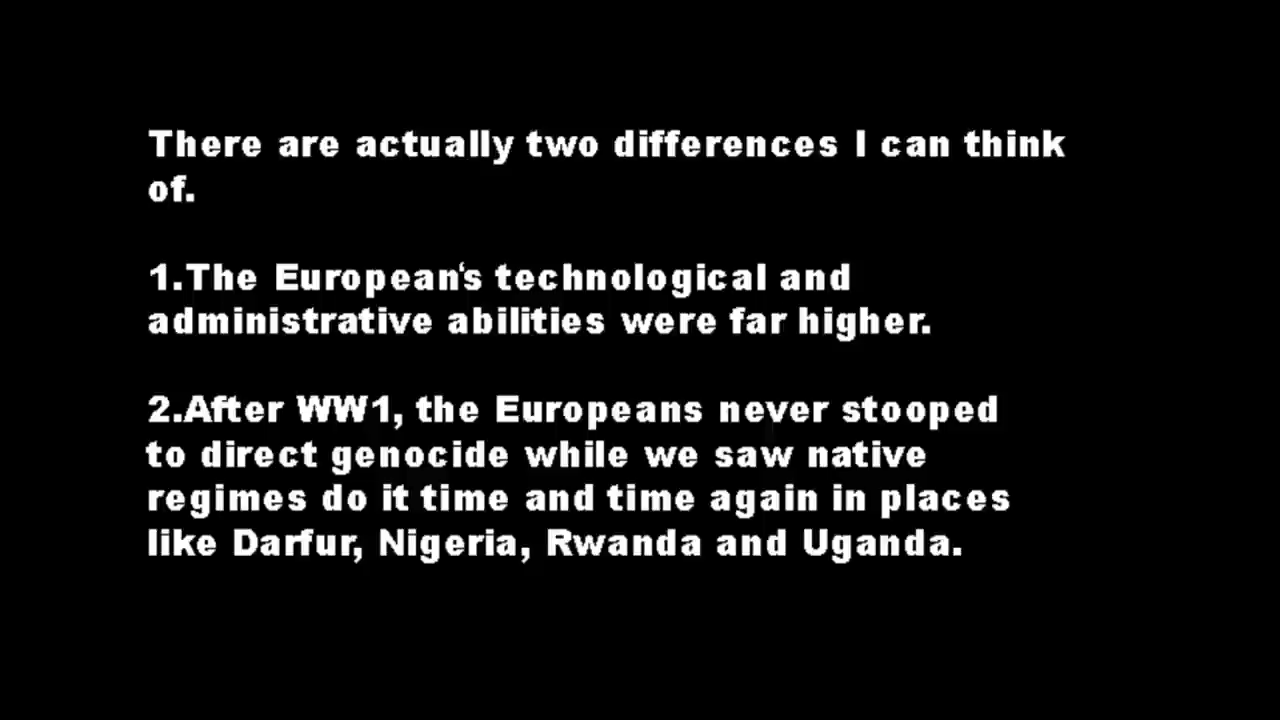 There are actually two differences I can think
of.
1.The European‘s technological and
administrative abilities were far higher.
2.After WW1, the Europeans never stooped
to direct genocide while we saw native
regimes do it time and time again in places
like Darfur, Nigeria, Rwanda and Uganda.